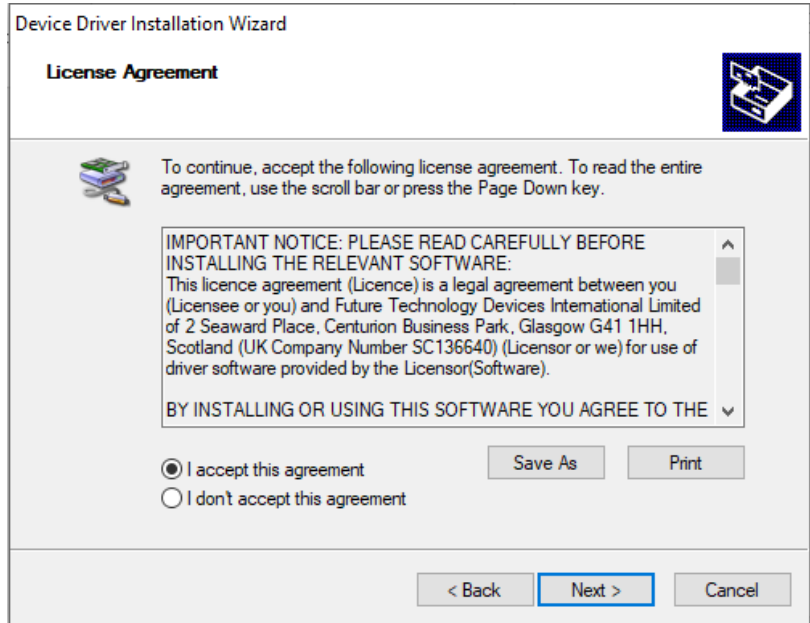 Device Driver Installation Wizard
License Agreement
To continue, accept the following license agreement. To read the entire
agreement, use the scroll bar or press the Page Down key.
IMPORTANT NOTICE: PLEASE READ CAREFULLY BEFORE
INSTALLING THE RELEVANT SOFTWARE:
This licence agreement (Licence) is a legal agreement between you
(Licensee or you) and Future Technology Devices International Limited
of 2 Seaward Place, Centurion Business Park, Glasgow G41 1HH,
Scotland (UK Company Number SC136640) (Licensor or we) for use of
driver software provided by the Licensor(Software).
BY INSTALLING OR USING THIS SOFTWARE YOU AGREE TO THE
I accept this agreement
Save As
Print
I don't accept this agreement
< Back
Next >
Cancel